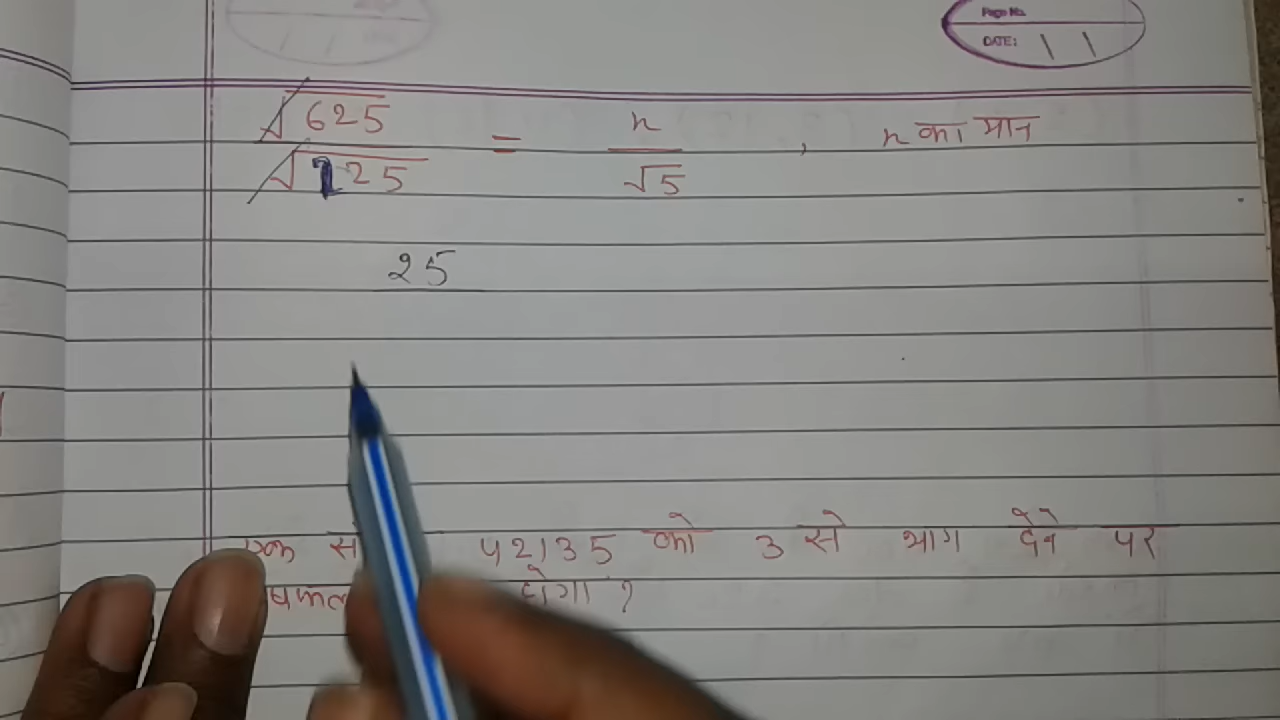 Page No.
DATE:
√625 / √125 = n / √5 , n का मान
25
एक 42135 को 3 से भाग देने पर
होगा ?